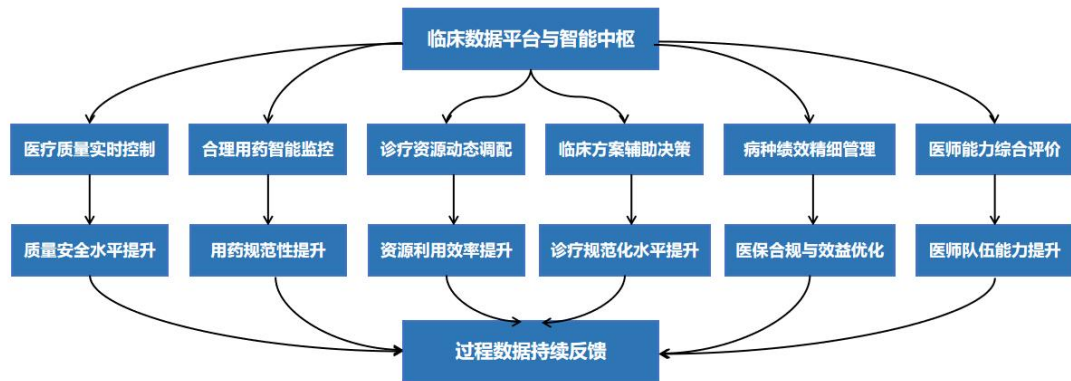 临床数据平台与智能中枢
医疗质量实时控制
合理用药智能监控
诊疗资源动态调配
临床方案辅助决策
病种绩效精细管理
医师能力综合评价
质量安全水平提升
用药规范性提升
资源利用效率提升
诊疗规范化水平提升
医保合规与效益优化
医师队伍能力提升
过程数据持续反馈